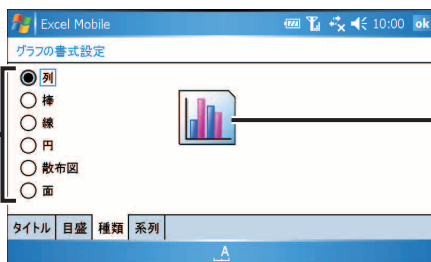 Excel Mobile 10:00 ok
グラフの書式設定
列
棒
線
円
散布図
面
タイトル 目盛 種類 系列
A